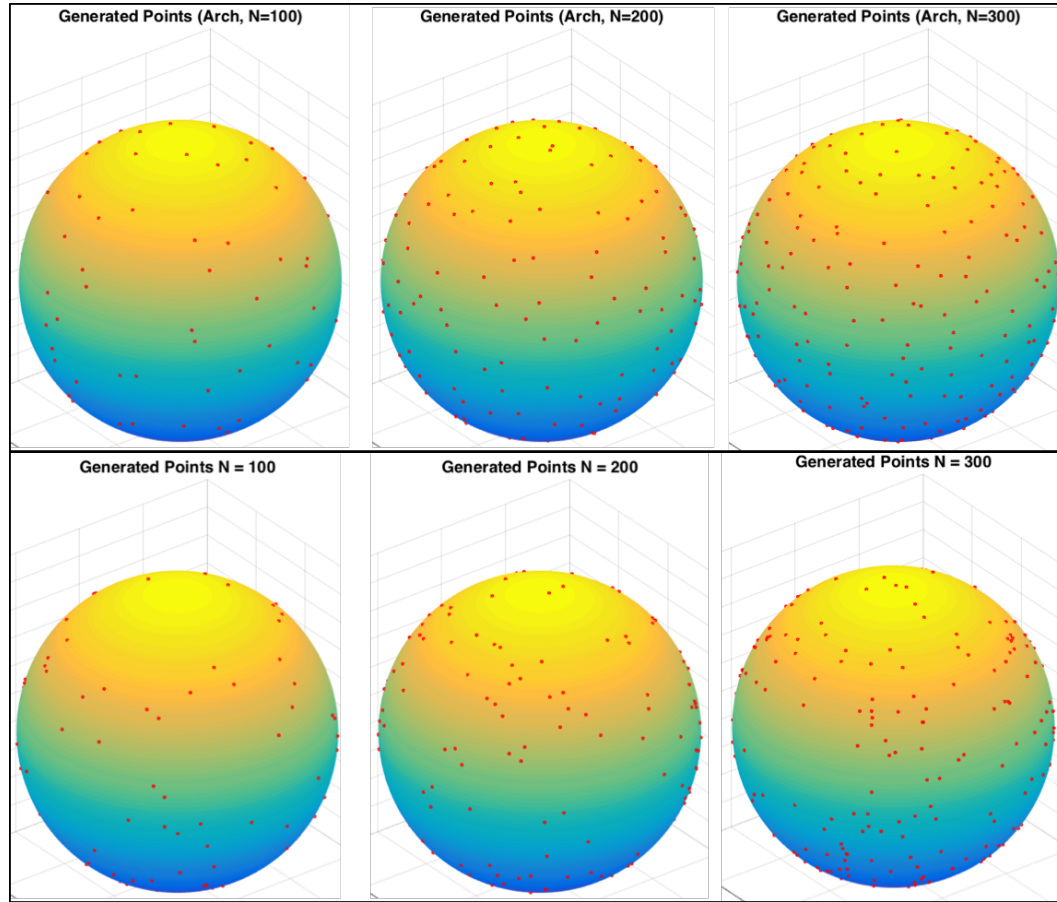 Generated Points (Arch, N=100)
Generated Points (Arch, N=200)
Generated Points (Arch, N=300)
Generated Points N = 100
Generated Points N = 200
Generated Points N = 300